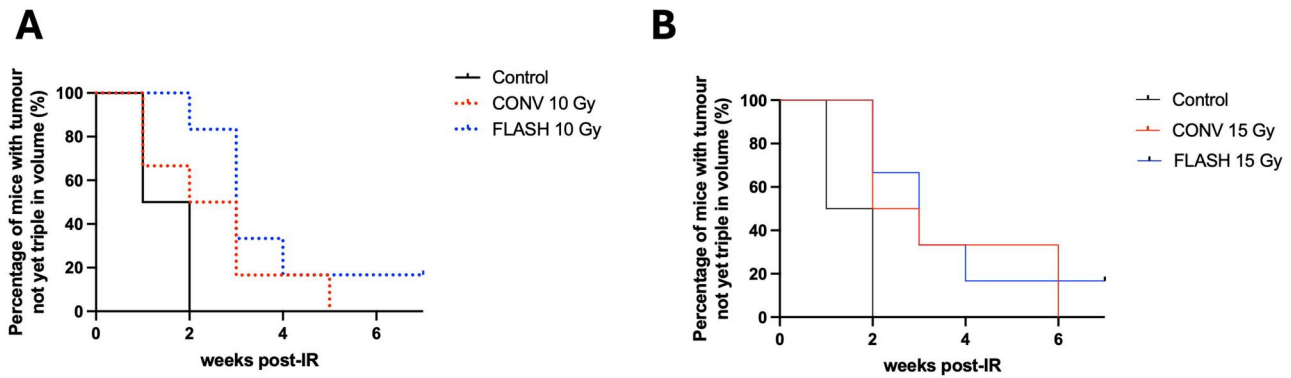 A
Percentage of mice with tumour
not yet triple in volume (%)
100
80
60
40
20
0
0 2 4 6
weeks post-IR
Control
CONV 10 Gy
FLASH 10 Gy
B
Percentage of mice with tumour
not yet triple in volume (%)
100
80
60
40
20
0
0 2 4 6
weeks post-IR
Control
CONV 15 Gy
FLASH 15 Gy